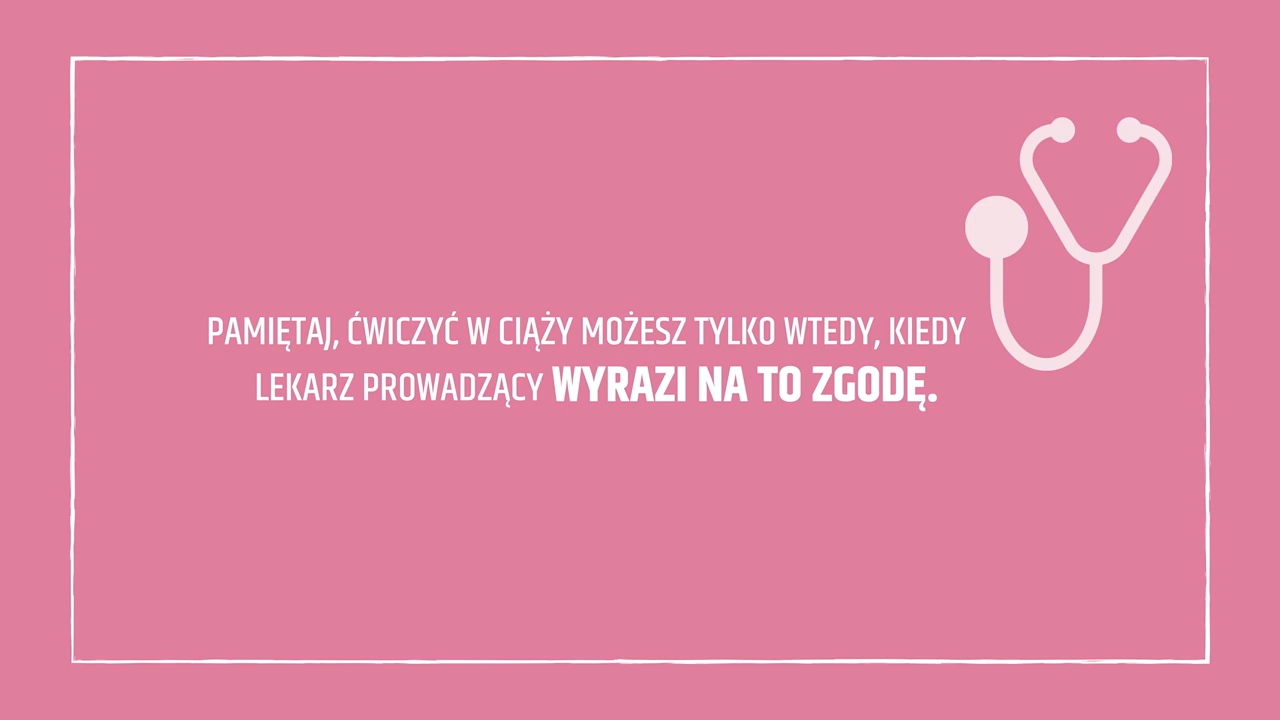 PAMIĘTAJ, ĆWICZYĆ W CIĄŻY MOŻESZ TYLKO WTEDY, KIEDY
LEKARZ PROWADZĄCY WYRAZI NA TO ZGODĘ.